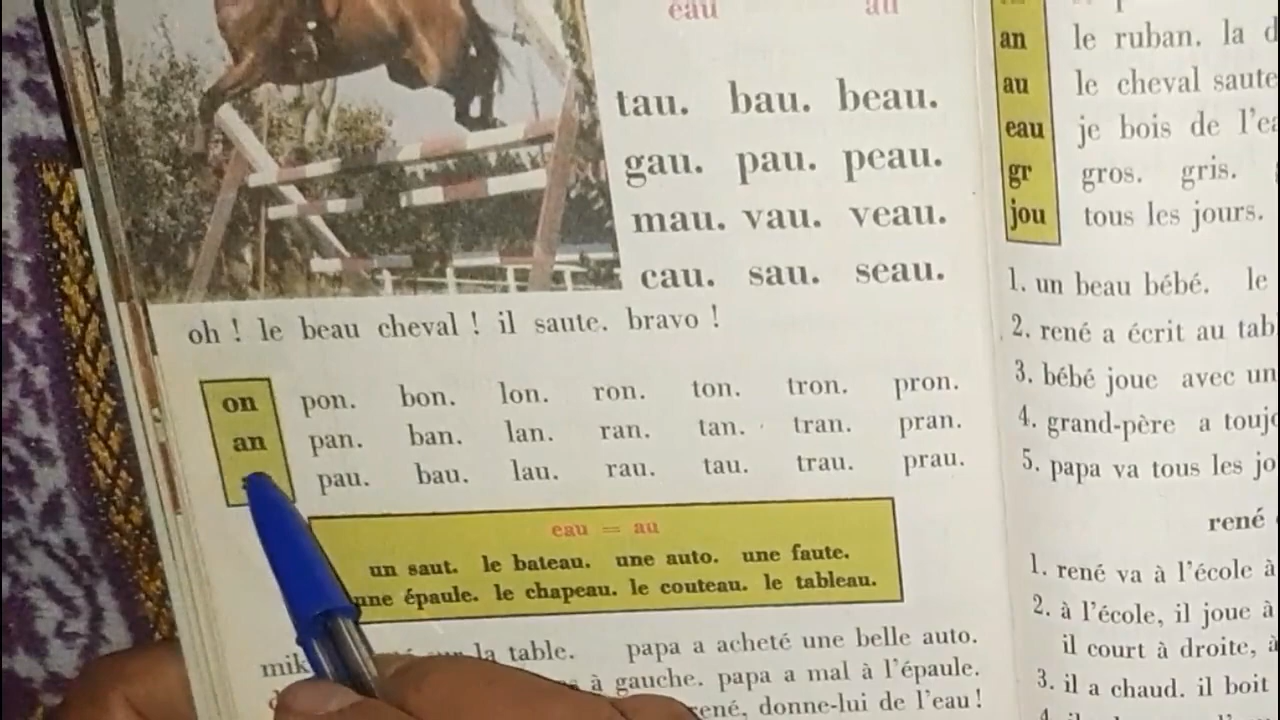 eau au
tau. bau. beau.
gau. pau. peau.
mau. vau. veau.
cau. sau. seau.
oh ! le beau cheval ! il saute. bravo !
on pon. bon. lon. ron. ton. tron. pron.
an pan. ban. lan. ran. tan. tran. pran.
pau. bau. lau. rau. tau. trau. prau.
eau = au
un saut. le bateau. une auto. une faute.
une épaule. le chapeau. le couteau. le tableau.
la table. papa a acheté une belle auto.
à gauche. papa a mal à l'épaule.
donne-lui de l'eau !
an le ruban. la
au le cheval saute
eau je bois de
gr gros. gris.
jou tous les jours.
1. un beau bébé. le
2. rené a écrit au
3. bébé joue avec un
4. grand-père a
5. papa va tous les
rené
1. rené va à l'école à
2. à l'école, il joue à
il court à droite, à
3. il a chaud. il boit